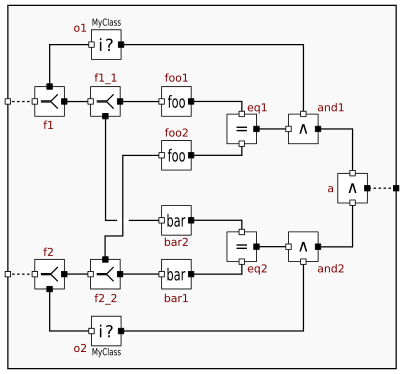 MyClass
o1
i?
f1_1
foo1
foo
eq1
and1
f1
=
∧
foo2
foo
a
∧
bar
bar2
f2
=
∧
bar
eq2
and2
f2_2
bar1
i?
o2
MyClass